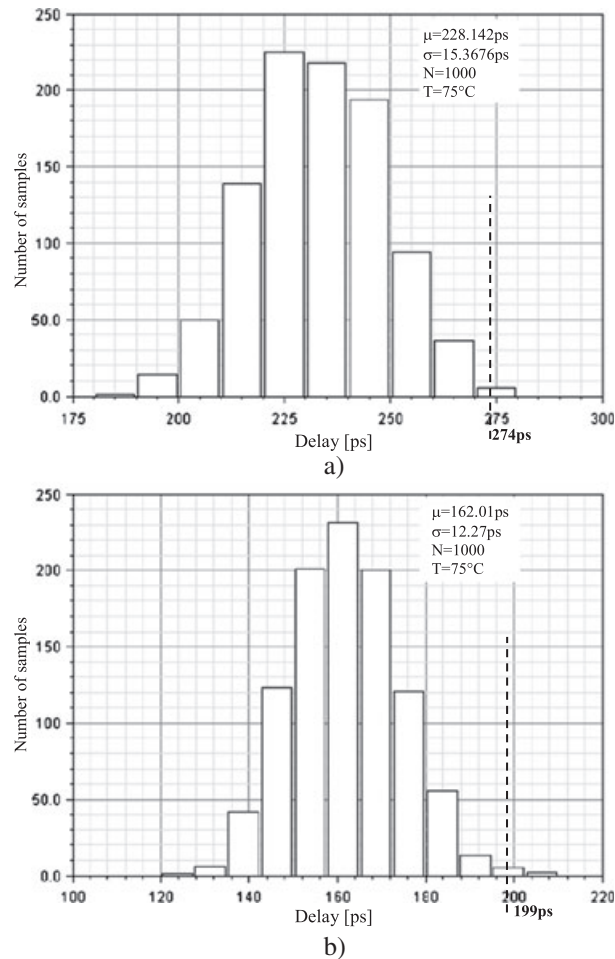 a)
250
200
150
100
50.0
0.0
Number of samples
μ=228.142ps
σ=15.3676ps
N=1000
T=75°C
175
200
225
250
275
300
274ps
Delay [ps]
a)
250
200
150
100
50.0
0.0
Number of samples
μ=162.01ps
σ=12.27ps
N=1000
T=75°C
100
120
140
160
180
200
220
199ps
Delay [ps]
b)